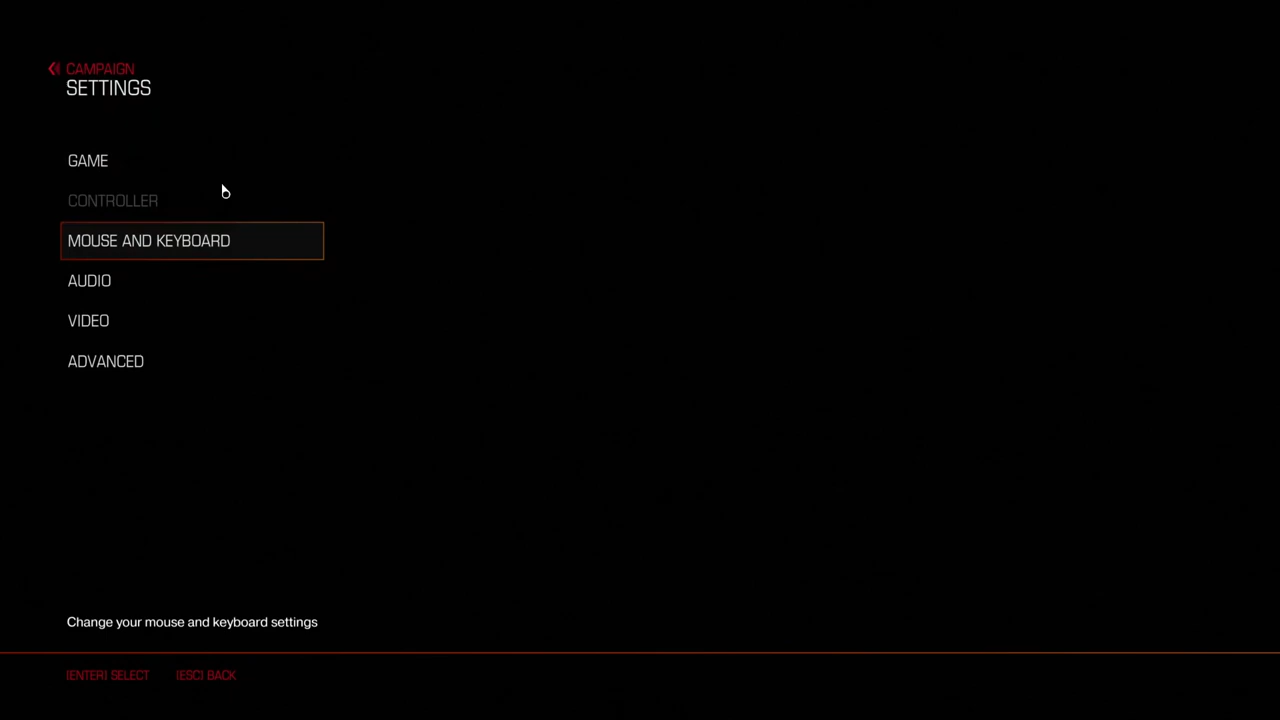 CAMPAIGN
SETTINGS
GAME
CONTROLLER
MOUSE AND KEYBOARD
AUDIO
VIDEO
ADVANCED
Change your mouse and keyboard settings
[ENTER] SELECT [ESC] BACK